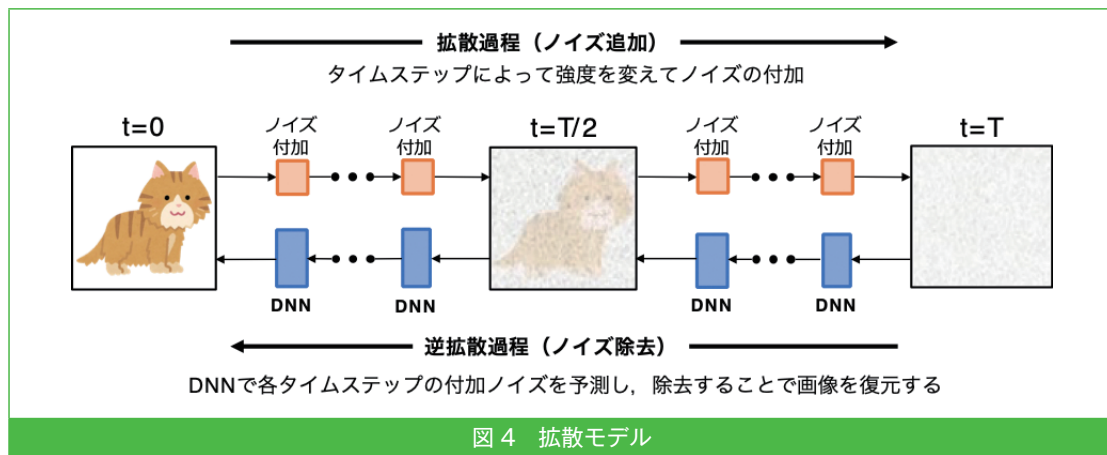 拡散過程（ノイズ追加）
タイムステップによって強度を変えてノイズの付加
t=0
ノイズ
付加
ノイズ
付加
t=T/2
ノイズ
付加
ノイズ
付加
t=T
DNN
DNN
DNN
DNN
逆拡散過程（ノイズ除去）
DNNで各タイムステップの付加ノイズを予測し，除去することで画像を復元する
図4　拡散モデル